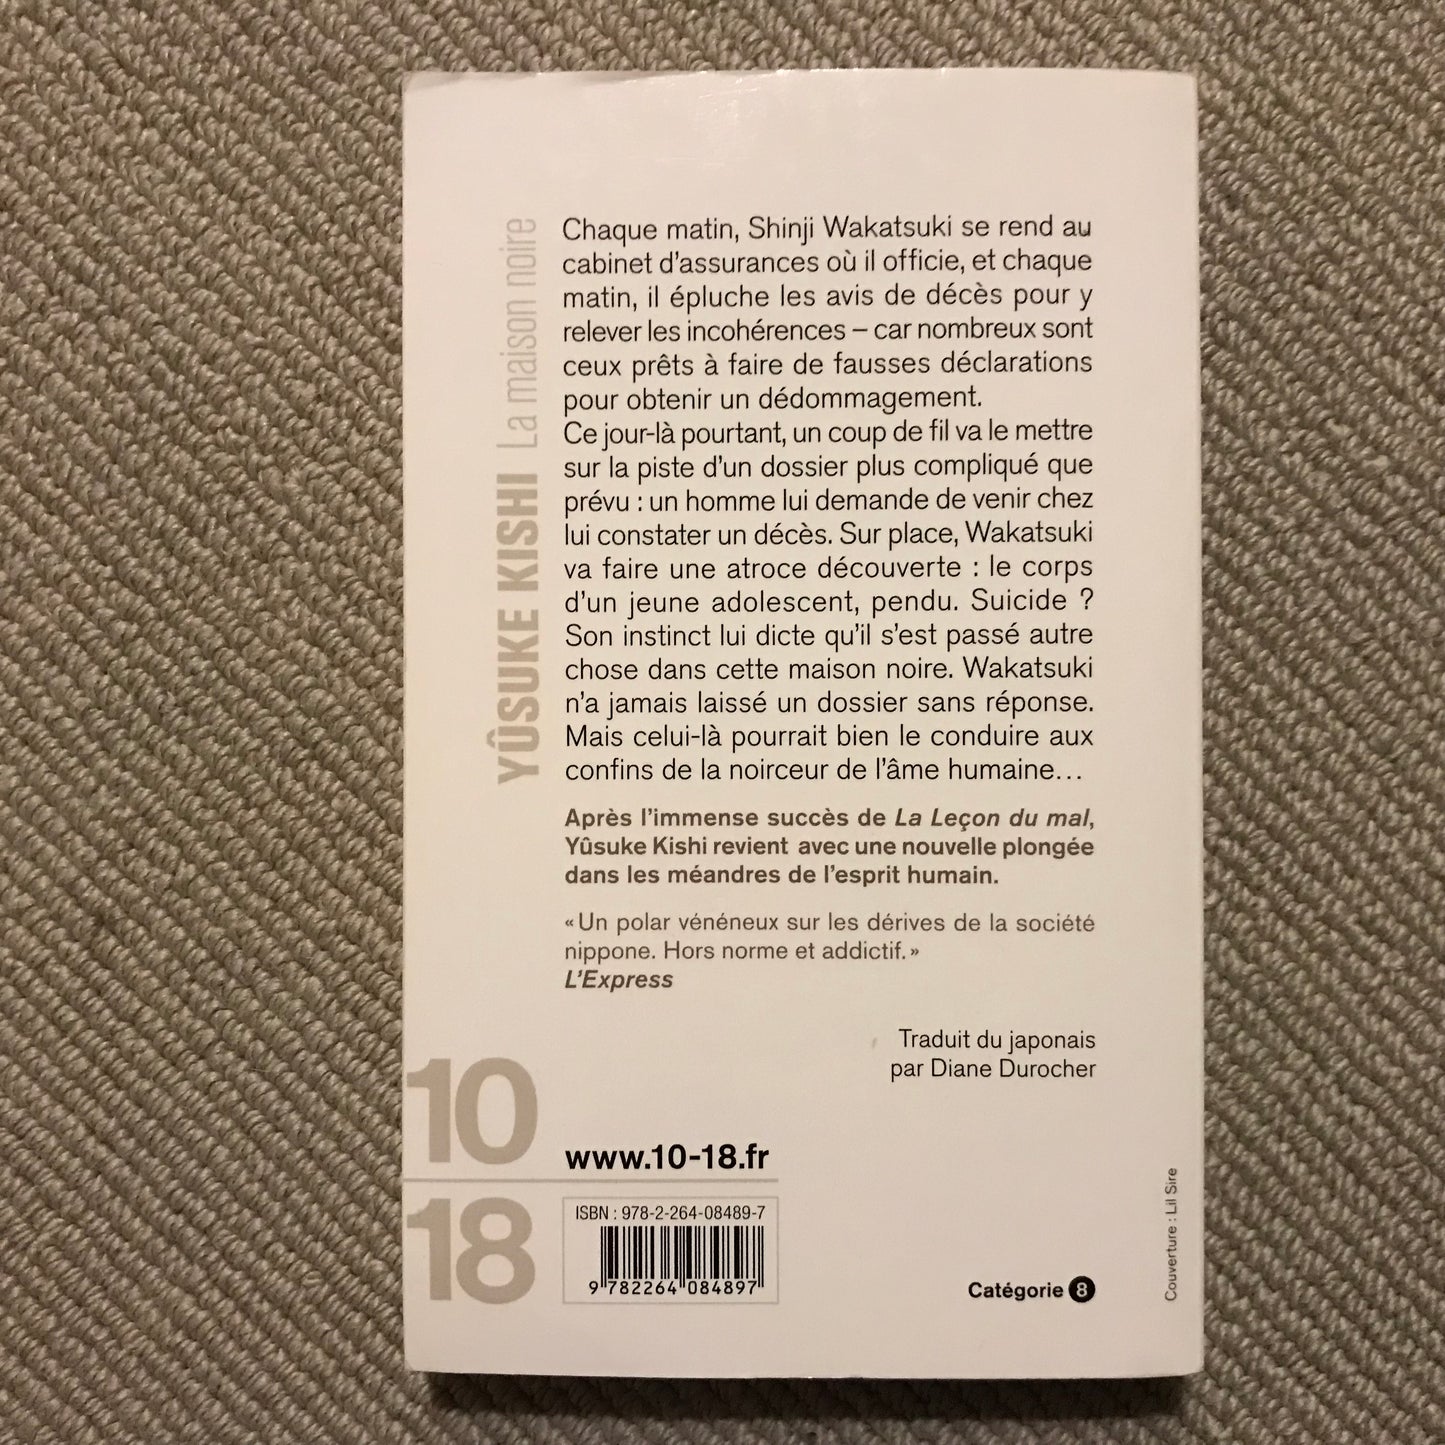 YÛSUKE KISHI La maison noire
Chaque matin, Shinji Wakatsuki se rend au
cabinet d'assurances où il officie, et chaque
matin, il épluche les avis de décès pour y
relever les incohérences – car nombreux sont
ceux prêts à faire de fausses déclarations
pour obtenir un dédommagement.
Ce jour-là pourtant, un coup de fil va le mettre
sur la piste d'un dossier plus compliqué que
prévu : un homme lui demande de venir chez
lui constater un décès. Sur place, Wakatsuki
va faire une atroce découverte : le corps
d'un jeune adolescent, pendu. Suicide ?
Son instinct lui dicte qu'il s'est passé autre
chose dans cette maison noire. Wakatsuki
n'a jamais laissé un dossier sans réponse.
Mais celui-là pourrait bien le conduire aux
confins de la noirceur de l'âme humaine…
Après l'immense succès de La Leçon du mal,
Yûsuke Kishi revient avec une nouvelle plongée
dans les méandres de l'esprit humain.
« Un polar vénéneux sur les dérives de la société
nippone. Hors norme et addictif. »
L'Express
Traduit du japonais
par Diane Durocher
10
18
www.10-18.fr
ISBN : 978-2-264-08489-7
9 782264 084897
Catégorie 8
Couverture : Lil Sire